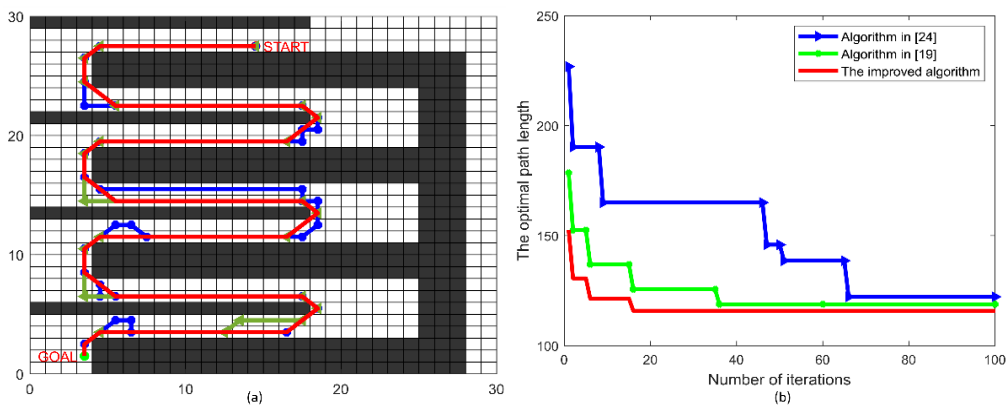 30
20
10
0
0
10
20
30
START
GOAL
(a)
250
200
150
100
0
20
40
60
80
100
The optimal path length
Number of iterations
Algorithm in [24]
Algorithm in [19]
The improved algorithm
(b)